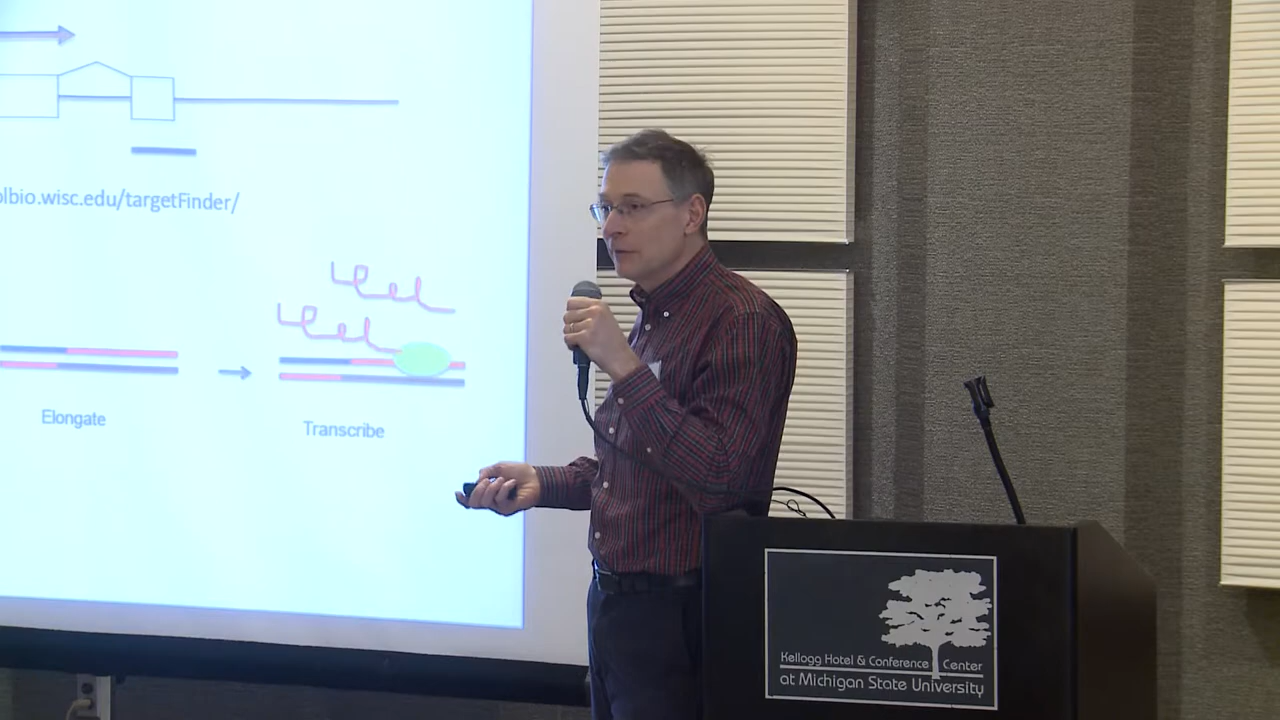 olbio.wisc.edu/targetFinder/
Elongate
Transcribe
Kellogg Hotel & Conference Center
at Michigan State University